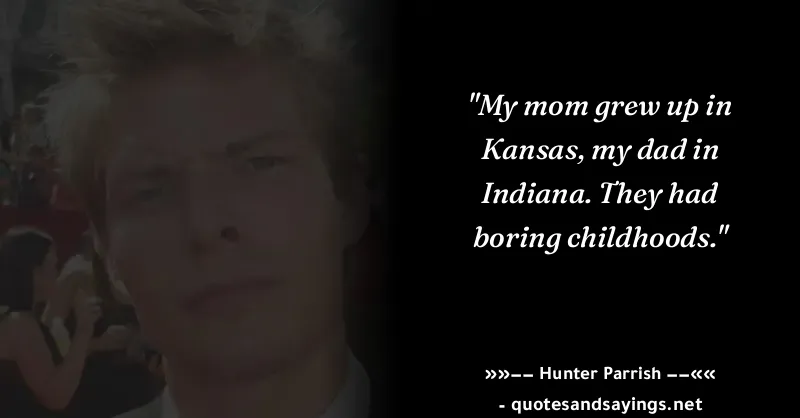 "My mom grew up in
Kansas, my dad in
Indiana. They had
boring childhoods."
»»–– Hunter Parrish ––««
- quotesandsayings.net